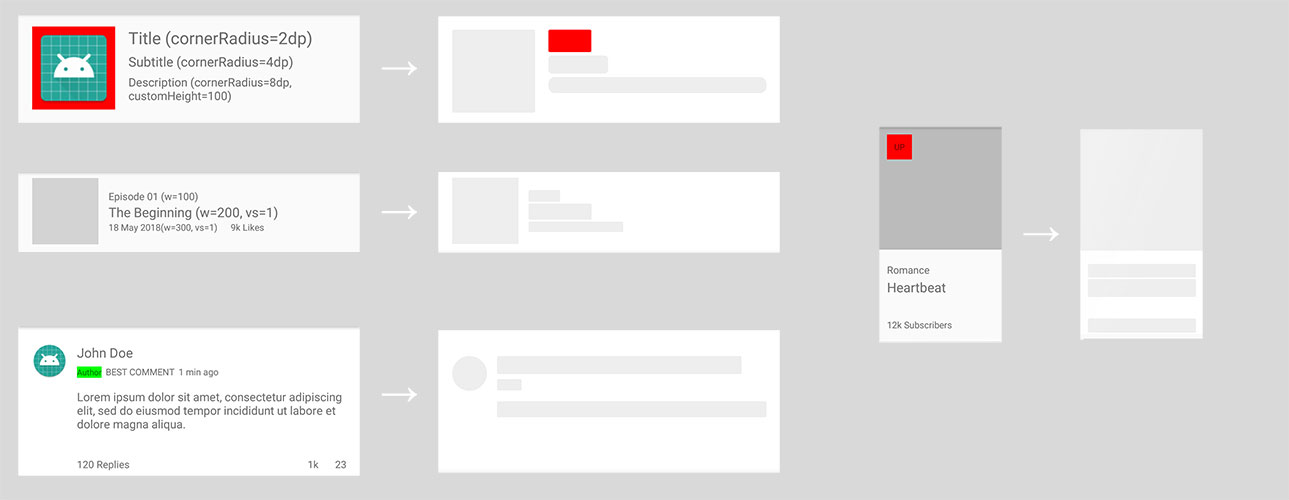 Title (cornerRadius=2dp)
Subtitle (cornerRadius=4dp)
Description (cornerRadius=8dp,
customHeight=100)
Episode 01 (w=100)
The Beginning (w=200, vs=1)
18 May 2018(w=300, vs=1) 9k Likes
John Doe
Author BEST COMMENT 1 min ago
Lorem ipsum dolor sit amet, consectetur adipiscing
elit, sed do eiusmod tempor incididunt ut labore et
dolore magna aliqua.
120 Replies 1k 23
UP
Romance
Heartbeat
12k Subscribers